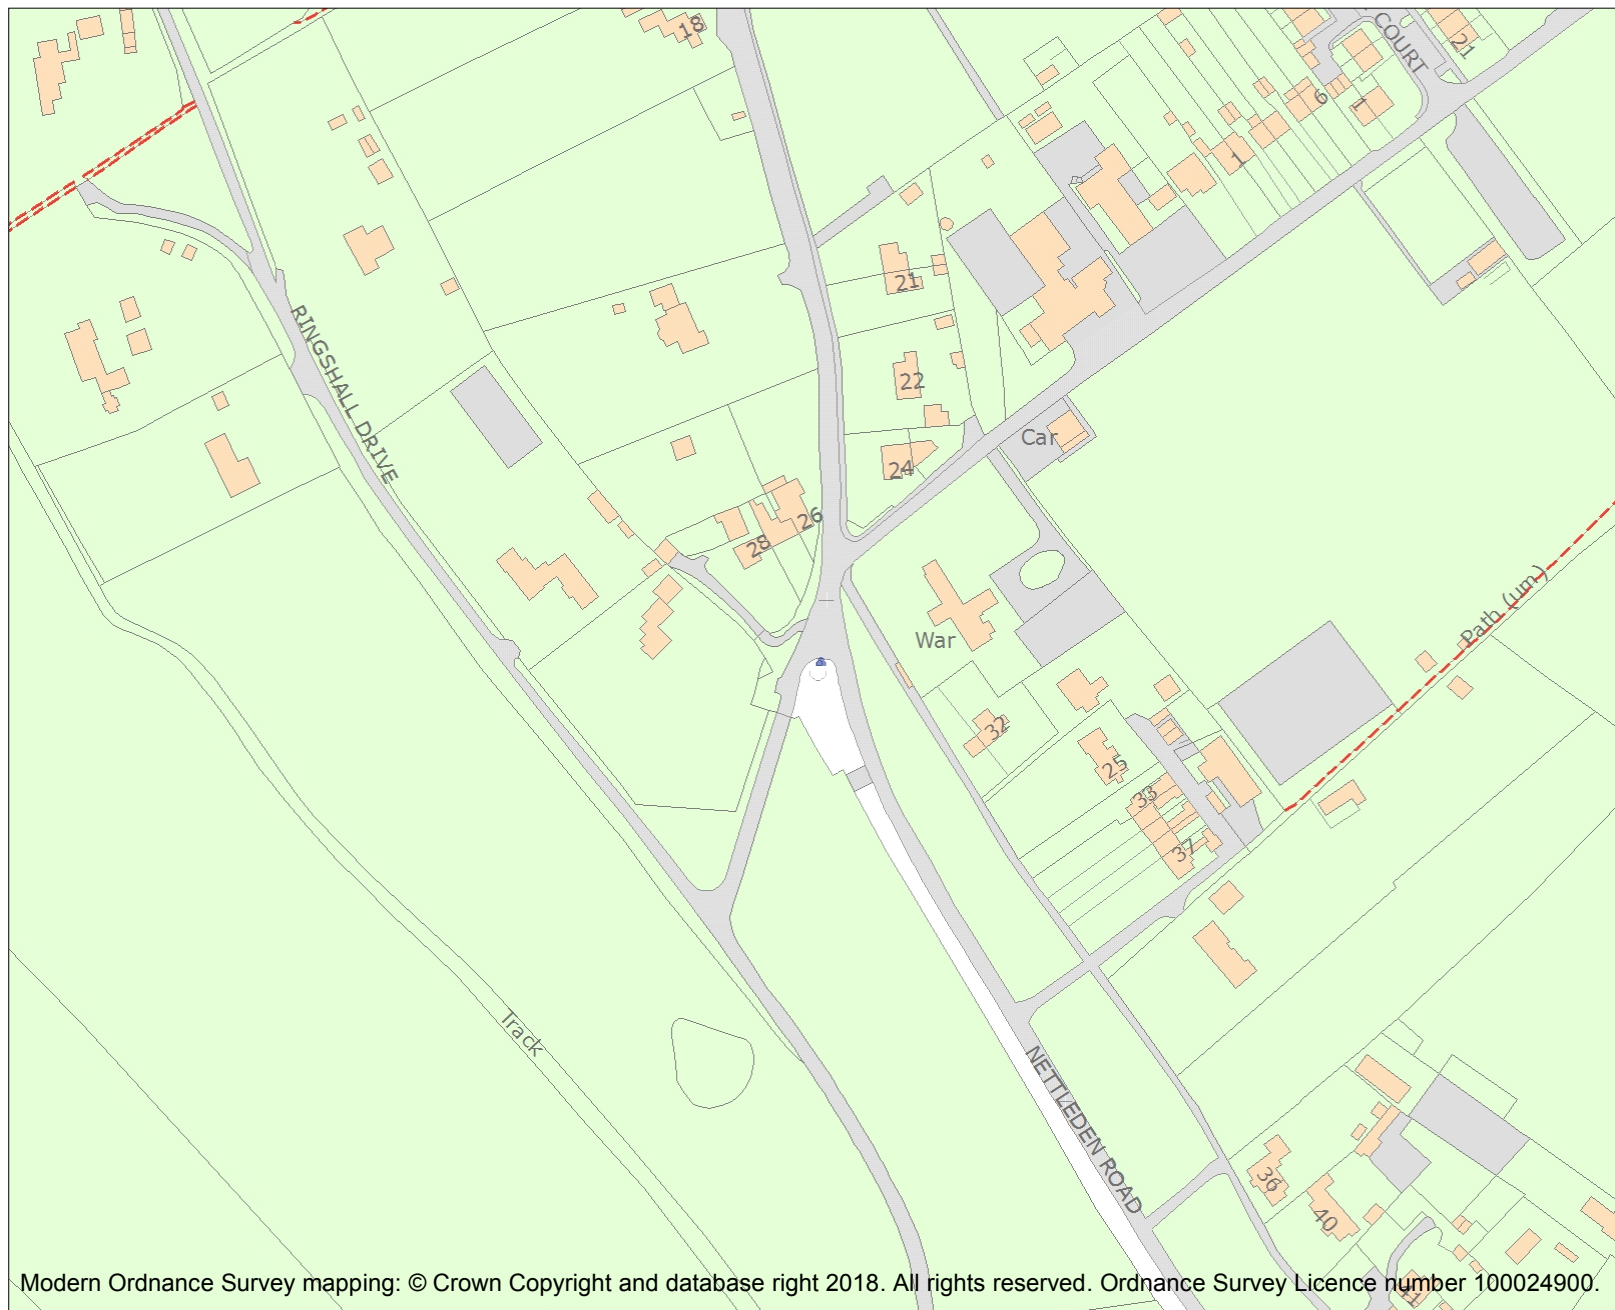 18
COURT
21
6
1
1
21
RINGSHALL DRIVE
22
Car
24
26
28
Path (um)
War
32
25
33
37
Track
NETTLEDEN ROAD
36
40
41
Modern Ordnance Survey mapping: © Crown Copyright and database right 2018. All rights reserved. Ordnance Survey Licence number 100024900.